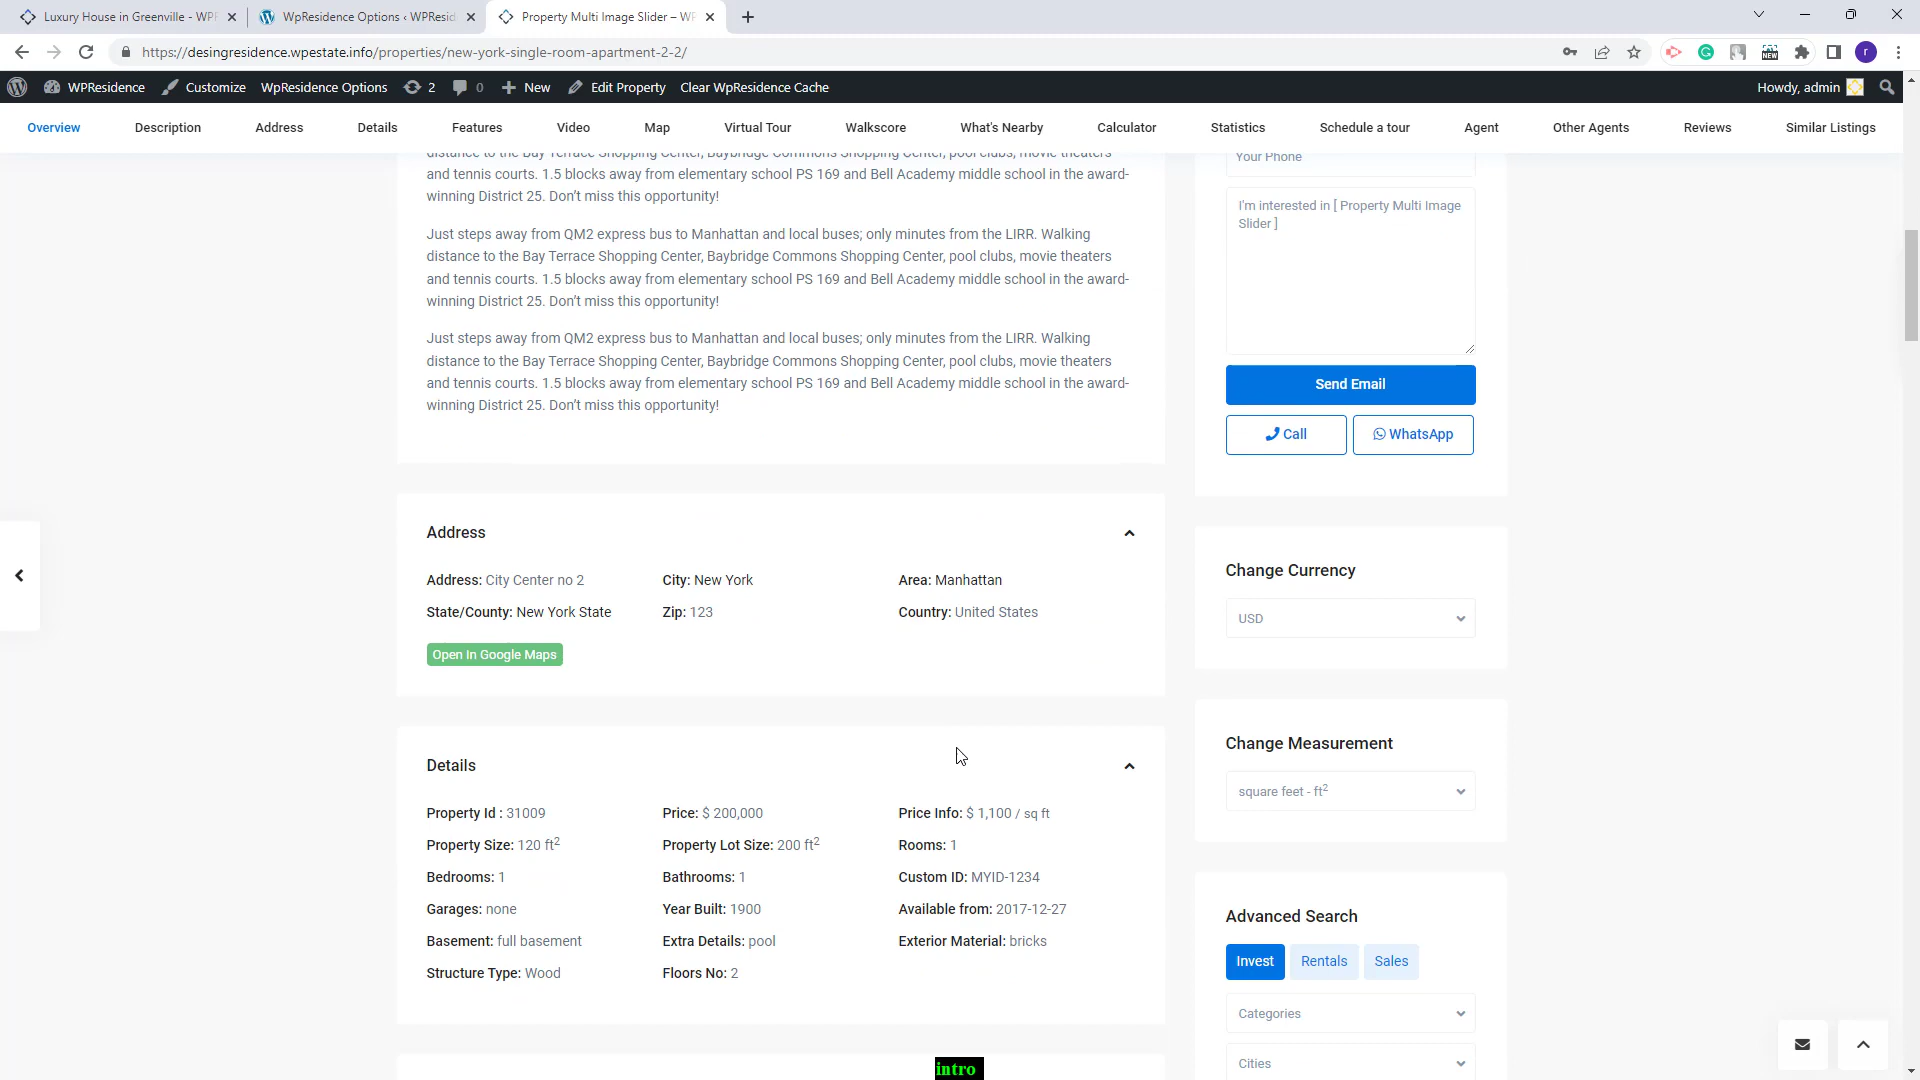 Luxury House in Greenville - WPR
WpResidence Options ‹ WPResid
Property Multi Image Slider – WP
https://desingresidence.wpestate.info/properties/new-york-single-room-apartment-2-2/
r
WPResidence
Customize
WpResidence Options
2
0
New
Edit Property
Clear WpResidence Cache
Howdy, admin
Overview
Description
Address
Details
Features
Video
Map
Virtual Tour
Walkscore
What's Nearby
Calculator
Statistics
Schedule a tour
Agent
Other Agents
Reviews
Similar Listings
distance to the Bay Terrace Shopping Center, Baybridge Commons Shopping Center, pool clubs, movie theaters
and tennis courts. 1.5 blocks away from elementary school PS 169 and Bell Academy middle school in the award-
winning District 25. Don't miss this opportunity!
Just steps away from QM2 express bus to Manhattan and local buses; only minutes from the LIRR. Walking
distance to the Bay Terrace Shopping Center, Baybridge Commons Shopping Center, pool clubs, movie theaters
and tennis courts. 1.5 blocks away from elementary school PS 169 and Bell Academy middle school in the award-
winning District 25. Don't miss this opportunity!
Just steps away from QM2 express bus to Manhattan and local buses; only minutes from the LIRR. Walking
distance to the Bay Terrace Shopping Center, Baybridge Commons Shopping Center, pool clubs, movie theaters
and tennis courts. 1.5 blocks away from elementary school PS 169 and Bell Academy middle school in the award-
winning District 25. Don't miss this opportunity!
Address
Address: City Center no 2
City: New York
Area: Manhattan
State/County: New York State
Zip: 123
Country: United States
Open In Google Maps
Details
Property Id : 31009
Price: $ 200,000
Price Info: $ 1,100 / sq ft
Property Size: 120 ft2
Property Lot Size: 200 ft2
Rooms: 1
Bedrooms: 1
Bathrooms: 1
Custom ID: MYID-1234
Garages: none
Year Built: 1900
Available from: 2017-12-27
Basement: full basement
Extra Details: pool
Exterior Material: bricks
Structure Type: Wood
Floors No: 2
Your Phone
I'm interested in [ Property Multi Image
Slider ]
Send Email
Call
WhatsApp
Change Currency
USD
Change Measurement
square feet - ft2
Advanced Search
Invest
Rentals
Sales
Categories
Cities
intro